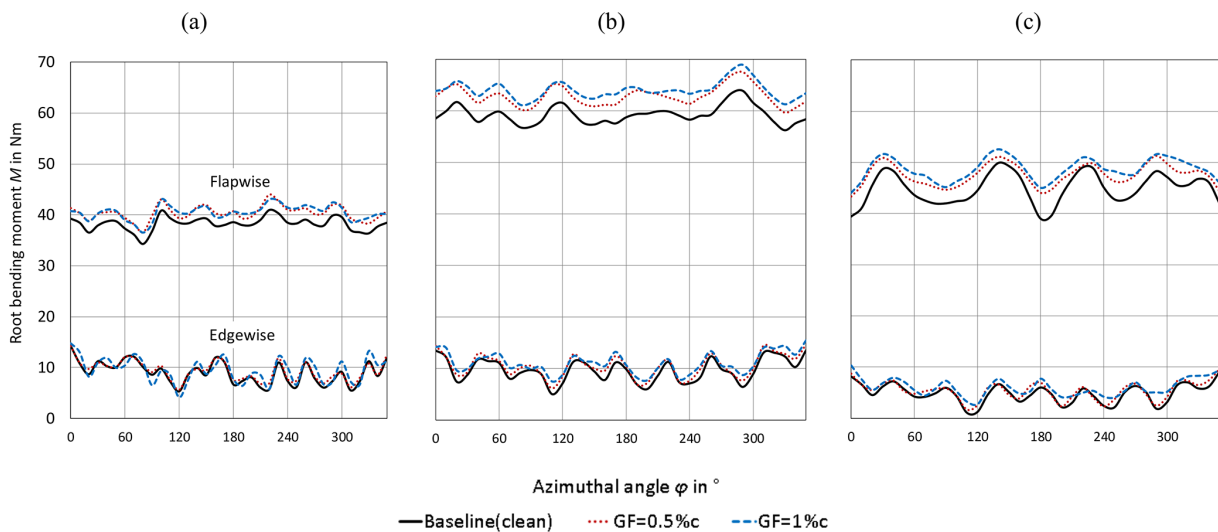 (a) (b) (c)
Root bending moment M in Nm
70
60
50
40
30
20
10
0
Flapwise
Edgewise
0 60 120 180 240 300
0 60 120 180 240 300
0 60 120 180 240 300
Azimuthal angle φ in °
Baseline(clean) GF=0.5%c GF=1%c